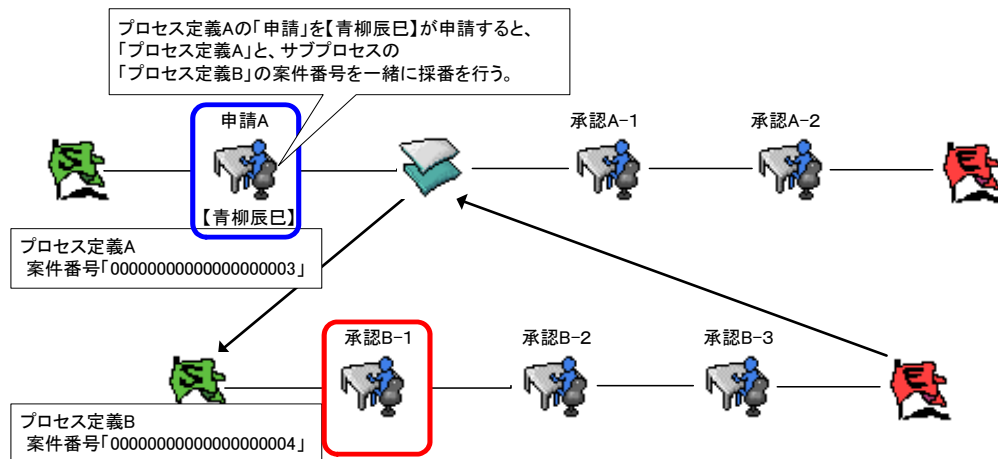 プロセス定義Aの「申請」を【青柳辰巳】が申請すると、
「プロセス定義A」と、サブプロセスの
「プロセス定義B」の案件番号を一緒に採番を行う。
申請A
承認A-1
承認A-2
S
E
【青柳辰巳】
プロセス定義A
案件番号「00000000000000000003」
承認B-1
承認B-2
承認B-3
S
E
プロセス定義B
案件番号「00000000000000000004」